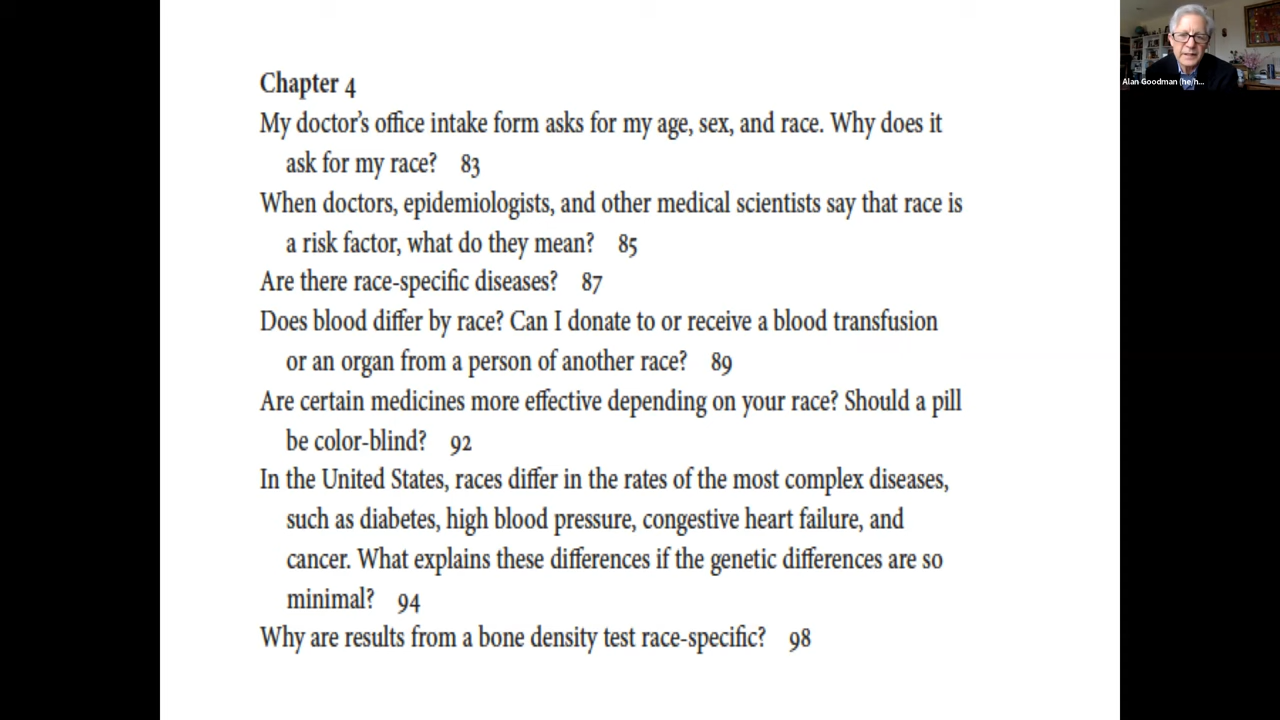 Chapter 4
My doctor's office intake form asks for my age, sex, and race. Why does it
ask for my race? 83
When doctors, epidemiologists, and other medical scientists say that race is
a risk factor, what do they mean? 85
Are there race-specific diseases? 87
Does blood differ by race? Can I donate to or receive a blood transfusion
or an organ from a person of another race? 89
Are certain medicines more effective depending on your race? Should a pill
be color-blind? 92
In the United States, races differ in the rates of the most complex diseases,
such as diabetes, high blood pressure, congestive heart failure, and
cancer. What explains these differences if the genetic differences are so
minimal? 94
Why are results from a bone density test race-specific? 98
Alan Goodman (he/h...